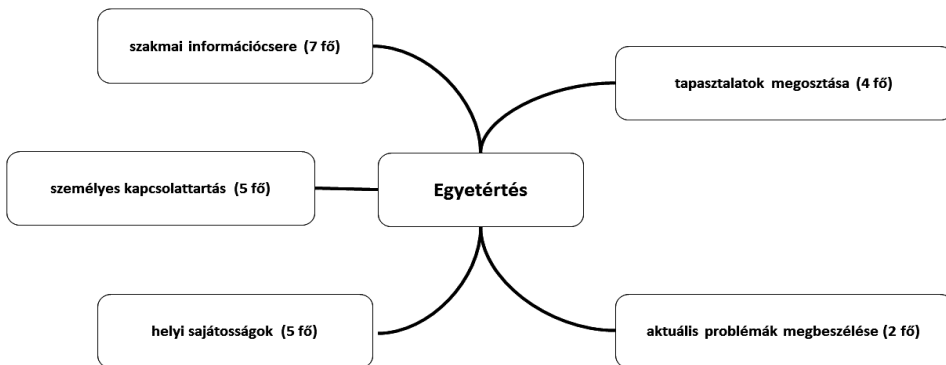 szakmai információcsere (7 fő)
tapasztalatok megosztása (4 fő)
személyes kapcsolattartás (5 fő)
Egyetértés
helyi sajátosságok (5 fő)
aktuális problémák megbeszélése (2 fő)